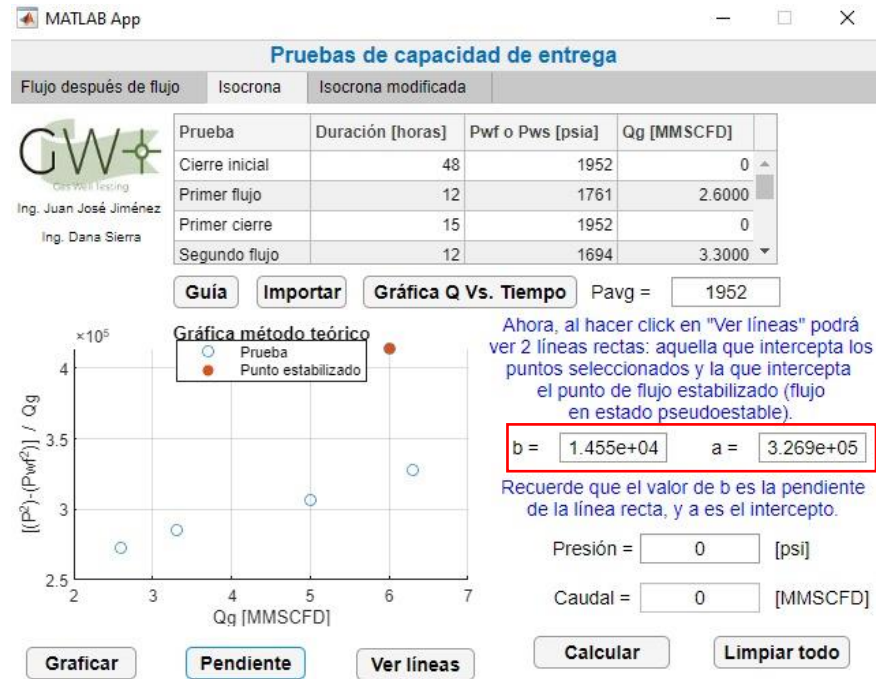 MATLAB App
Pruebas de capacidad de entrega
Flujo después de flujo Isocrona Isocrona modificada
GW
Gas Well Testing
Ing. Juan José Jiménez
Ing. Dana Sierra
Prueba Duración [horas] Pwf o Pws [psia] Qg [MMSCFD]
Cierre inicial 48 1952 0
Primer flujo 12 1761 2.6000
Primer cierre 15 1952 0
Segundo flujo 12 1694 3.3000
Guía Importar Gráfica Q Vs. Tiempo Pavg = 1952
Gráfica método teórico
×10⁵
Prueba
Punto estabilizado
4
3.5
3
2.5
[(P²)-(Pwf²)] / Qg
2 3 4 5 6 7
Qg [MMSCFD]
Ahora, al hacer click en "Ver líneas" podrá
ver 2 líneas rectas: aquella que intercepta los
puntos seleccionados y la que intercepta
el punto de flujo estabilizado (flujo
en estado pseudoestable).
b = 1.455e+04 a = 3.269e+05
Recuerde que el valor de b es la pendiente
de la línea recta, y a es el intercepto.
Presión = 0 [psi]
Caudal = 0 [MMSCFD]
Graficar Pendiente Ver líneas Calcular Limpiar todo